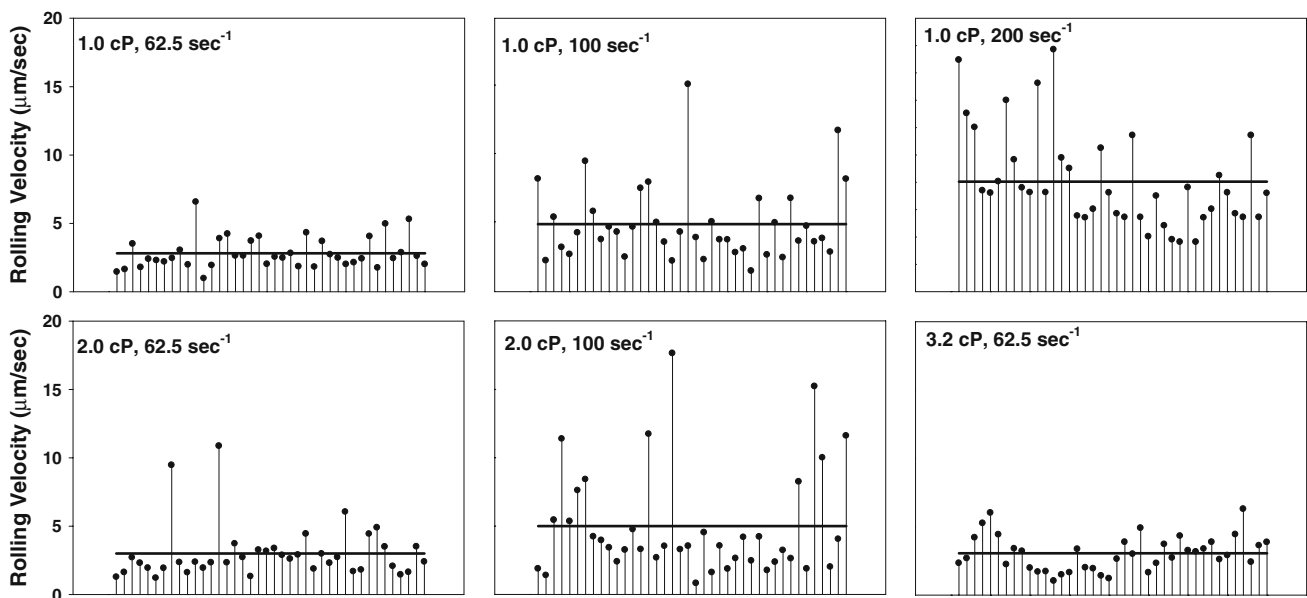 20
15
10
5
0
Rolling Velocity (μm/sec)
1.0 cP, 62.5 sec⁻¹
1.0 cP, 100 sec⁻¹
1.0 cP, 200 sec⁻¹
20
15
10
5
0
Rolling Velocity (μm/sec)
2.0 cP, 62.5 sec⁻¹
2.0 cP, 100 sec⁻¹
3.2 cP, 62.5 sec⁻¹